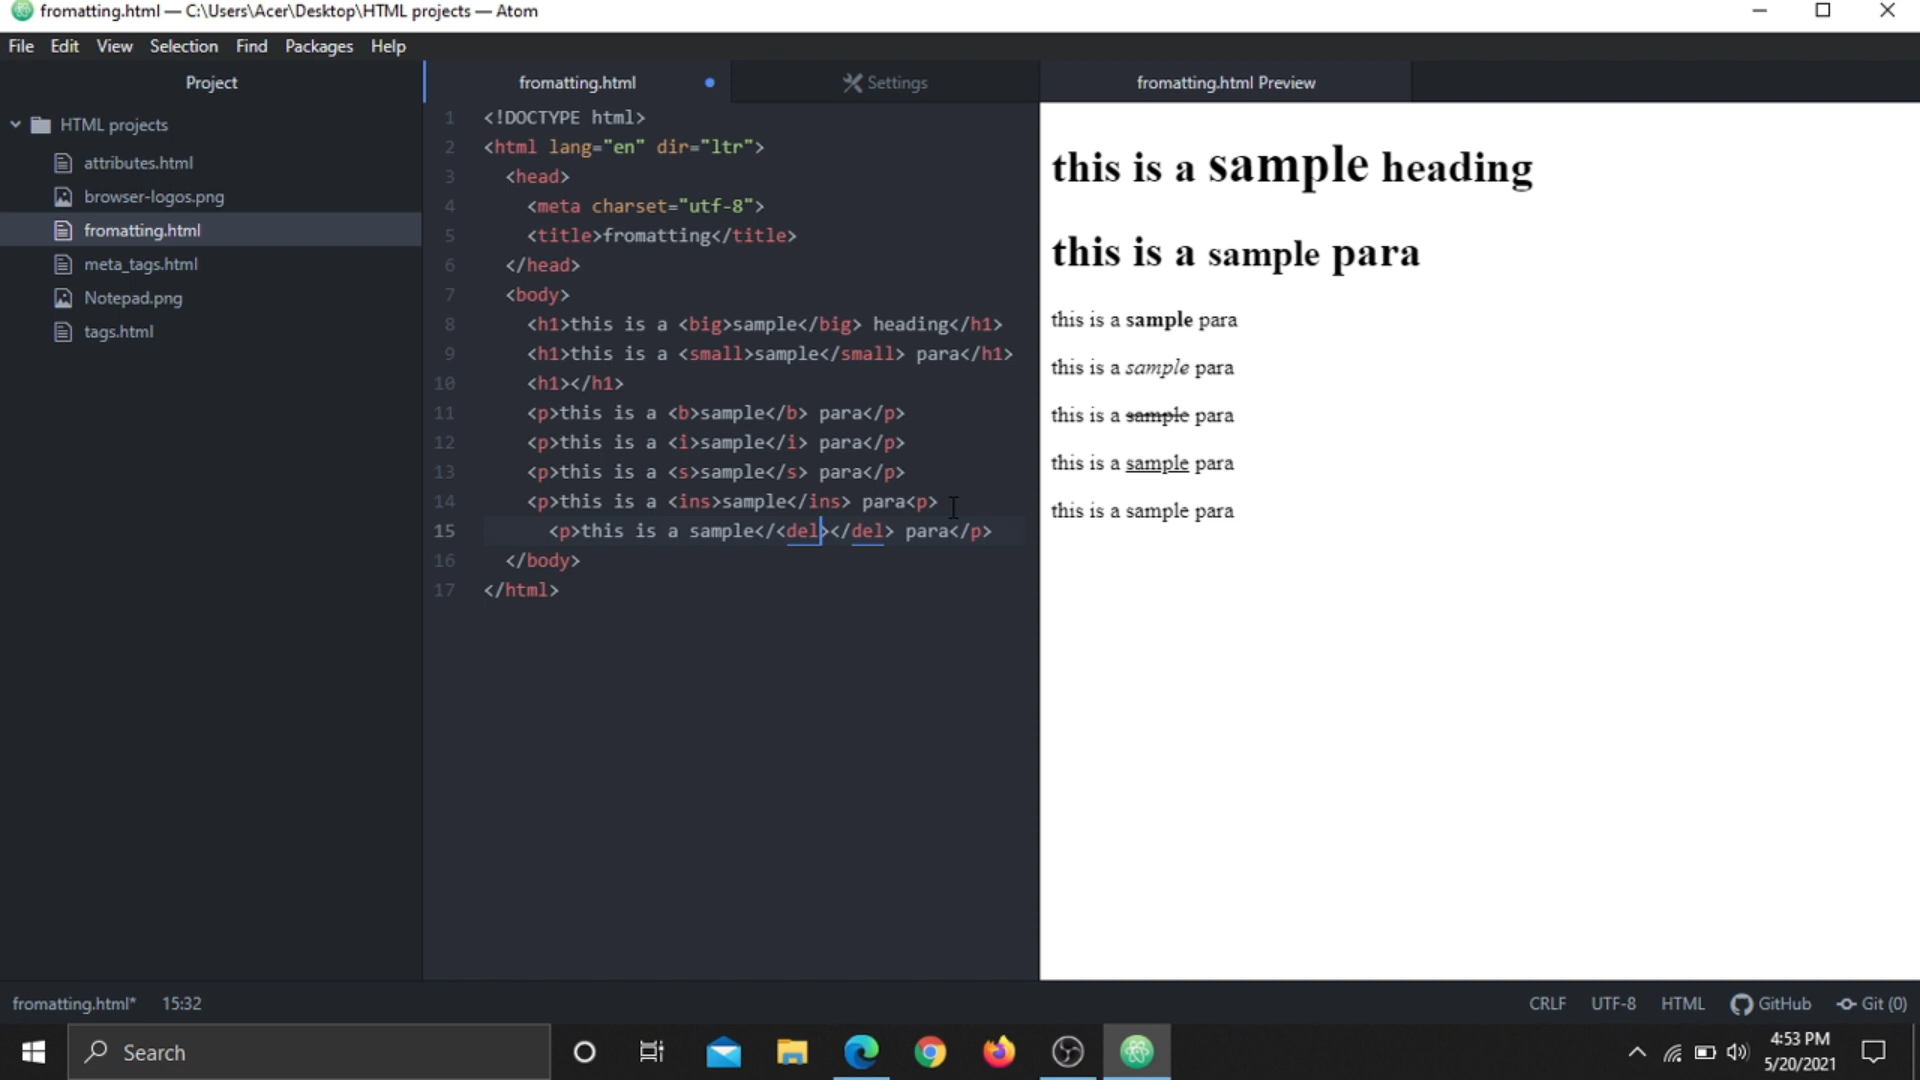 fromatting.html — C:\Users\Acer\Desktop\HTML projects — Atom
File Edit View Selection Find Packages Help
Project
HTML projects
attributes.html
browser-logos.png
fromatting.html
meta_tags.html
Notepad.png
tags.html
fromatting.html
Settings
fromatting.html Preview
1 <!DOCTYPE html>
2 <html lang="en" dir="ltr">
3 <head>
4 <meta charset="utf-8">
5 <title>fromatting</title>
6 </head>
7 <body>
8 <h1>this is a <big>sample</big> heading</h1>
9 <h1>this is a <small>sample</small> para</h1>
10 <h1></h1>
11 <p>this is a <b>sample</b> para</p>
12 <p>this is a <i>sample</i> para</p>
13 <p>this is a <s>sample</s> para</p>
14 <p>this is a <ins>sample</ins> para<p>
15 <p>this is a sample</<del></del> para</p>
16 </body>
17 </html>
this is a sample heading
this is a sample para
this is a sample para
this is a sample para
this is a sample para
this is a sample para
this is a sample para
fromatting.html* 15:32
CRLF UTF-8 HTML GitHub Git (0)
Search
4:53 PM
5/20/2021